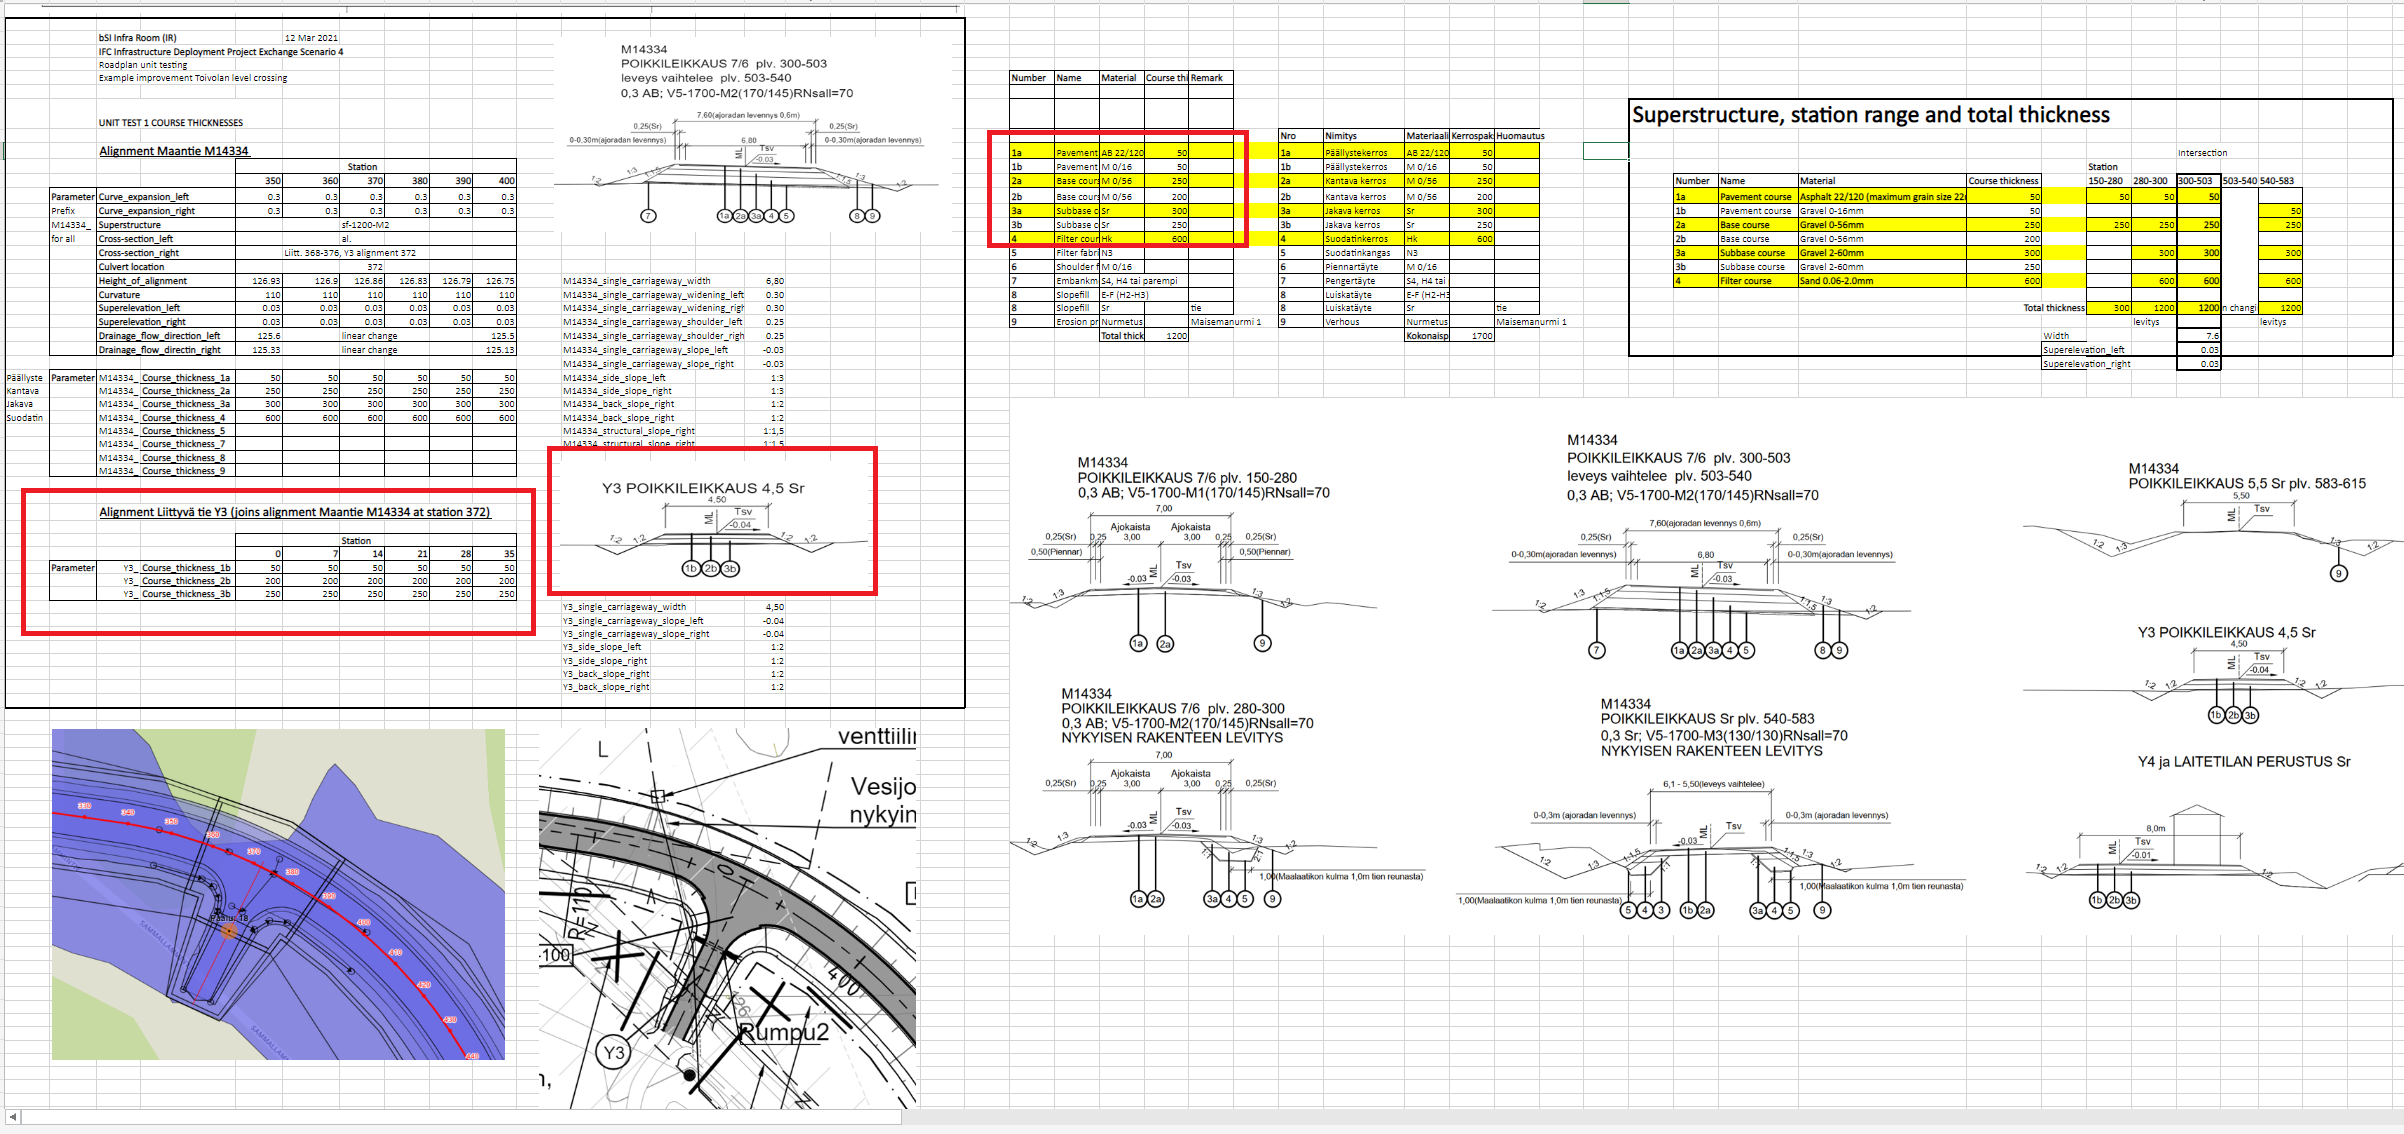 bSI Infra Room (IR) 12 Mar 2021
IFC Infrastructure Deployment Project Exchange Scenario 4
Roadplan unit testing
Example improvement Toivolan level crossing
UNIT TEST 1 COURSE THICKNESSES
Alignment Maantie M14334
Station
350 360 370 380 390 400
Parameter Curve_expansion_left 0.3 0.3 0.3 0.3 0.3 0.3
Prefix Curve_expansion_right 0.3 0.3 0.3 0.3 0.3 0.3
M14334_ Superstructure sf-1200-M2
for all Cross-section_left al.
Cross-section_right Liitt. 368-376, Y3 alignment 372
Culvert location 372
Height_of_alignment 126.93 126.9 126.86 126.83 126.79 126.75
Curvature 110 110 110 110 110 110
Superelevation_left 0.03 0.03 0.03 0.03 0.03 0.03
Superelevation_right 0.03 0.03 0.03 0.03 0.03 0.03
Drainage_flow_direction_left 125.6 linear change 125.5
Drainage_flow_directin_right 125.33 linear change 125.13
Päällyste Parameter M14334_ Course_thickness_1a 50 50 50 50 50 50
Kantava M14334_ Course_thickness_2a 250 250 250 250 250 250
Jakava M14334_ Course_thickness_3a 300 300 300 300 300 300
Suodatin M14334_ Course_thickness_4 600 600 600 600 600 600
M14334_ Course_thickness_5
M14334_ Course_thickness_7
M14334_ Course_thickness_8
M14334_ Course_thickness_9
Alignment Liittyvä tie Y3 (joins alignment Maantie M14334 at station 372)
Station
0 7 14 21 28 35
Parameter Y3_ Course_thickness_1b 50 50 50 50 50 50
Y3_ Course_thickness_2b 200 200 200 200 200 200
Y3_ Course_thickness_3b 250 250 250 250 250 250
M14334
POIKKILEIKKAUS 7/6 plv. 300-503
leveys vaihtelee plv. 503-540
0,3 AB; V5-1700-M2(170/145)RNsall=70
7,60(ajoradan levennys 0,6m)
0,25(Sr) 0,25(Sr)
0-0,30m(ajoradan levennys) 6,80 0-0,30m(ajoradan levennys)
ML Tsv
-0.03
1:2 1:3 1:1,5 1:1,5 1:3 1:2
7 1a 2a 3a 4 5 8 9
M14334_single_carriageway_width 6,80
M14334_single_carriageway_widening_left 0.30
M14334_single_carriageway_widening_righ 0.30
M14334_single_carriageway_shoulder_left 0.25
M14334_single_carriageway_shoulder_righ 0.25
M14334_single_carriageway_slope_left -0.03
M14334_single_carriageway_slope_right -0.03
M14334_side_slope_left 1:3
M14334_side_slope_right 1:3
M14334_back_slope_right 1:2
M14334_back_slope_right 1:2
M14334_structural_slope_right 1:1,5
M14334_structural_slope_right 1:1,5
Y3 POIKKILEIKKAUS 4,5 Sr
4,50
ML Tsv
-0.04
1:2 1:2 1:2 1:2
1b 2b 3b
Y3_single_carriageway_width 4,50
Y3_single_carriageway_slope_left -0.04
Y3_single_carriageway_slope_right -0.04
Y3_side_slope_left 1:2
Y3_side_slope_right 1:2
Y3_back_slope_right 1:2
Y3_back_slope_right 1:2
Number Name Material Course thi Remark
1a Pavement AB 22/120 50
1b Pavement M 0/16 50
2a Base cours M 0/56 250
2b Base cours M 0/56 200
3a Subbase c Sr 300
3b Subbase c Sr 250
4 Filter cour Hk 600
5 Filter fabri N3
6 Shoulder f M 0/16
7 Embankm S4, H4 tai parempi
8 Slopefill E-F (H2-H3)
8 Slopefill Sr tie
9 Erosion pr Nurmetus Maisemanurmi 1
Total thick 1200
Nro Nimitys Materiaali Kerrospaks Huomautus
1a Päällystekerros AB 22/120 50
1b Päällystekerros M 0/16 50
2a Kantava kerros M 0/56 250
2b Kantava kerros M 0/56 200
3a Jakava kerros Sr 300
3b Jakava kerros Sr 250
4 Suodatinkerros Hk 600
5 Suodatinkangas N3
6 Piennartäyte M 0/16
7 Pengertäyte S4, H4 tai
8 Luiskatäyte E-F (H2-H3
8 Luiskatäyte Sr tie
9 Verhous Nurmetus Maisemanurmi 1
Kokonaisp 1700
Superstructure, station range and total thickness
Intersection
Station
Number Name Material Course thickness 150-280 280-300 300-503 503-540 540-583
1a Pavement course Asphalt 22/120 (maximum grain size 22 50 50 50 50
1b Pavement course Gravel 0-16mm 50 50
2a Base course Gravel 0-56mm 250 250 250 250 250
2b Base course Gravel 0-56mm 200
3a Subbase course Gravel 2-60mm 300 300 300 300
3b Subbase course Gravel 2-60mm 250
4 Filter course Sand 0.06-2.0mm 600 600 600 600
Total thickness 300 1200 1200 n changi 1200
levitys levitys
Width 7.6
Superelevation_left 0.03
Superelevation_right 0.03
M14334
POIKKILEIKKAUS 7/6 plv. 150-280
0,3 AB; V5-1700-M1(170/145)RNsall=70
7,00
0,25(Sr) 0,25 Ajokaista 3,00 Ajokaista 3,00 0,25 0,25(Sr)
0,50(Piennar) 0,50(Piennar)
-0.03 ML Tsv -0.03
1:2 1:3 1:3 1:2
1a 2a 9
M14334
POIKKILEIKKAUS 7/6 plv. 280-300
0,3 AB; V5-1700-M2(170/145)RNsall=70
NYKYISEN RAKENTEEN LEVITYS
7,00
0,25(Sr) 0,25 Ajokaista 3,00 Ajokaista 3,00 0,25 0,25(Sr)
-0.03 ML Tsv -0.03
1:2 1:3 1:3 1:2
1,00(Maalaatikon kulma 1,0m tien reunasta)
1a 2a 3a 4 5 9
M14334
POIKKILEIKKAUS 7/6 plv. 300-503
leveys vaihtelee plv. 503-540
0,3 AB; V5-1700-M2(170/145)RNsall=70
7,60(ajoradan levennys 0,6m)
0,25(Sr) 0,25(Sr)
0-0,30m(ajoradan levennys) 6,80 0-0,30m(ajoradan levennys)
ML Tsv
-0.03
1:2 1:3 1:1,5 1:1,5 1:3 1:2
7 1a 2a 3a 4 5 8 9
M14334
POIKKILEIKKAUS Sr plv. 540-583
0,3 Sr; V5-1700-M3(130/130)RNsall=70
NYKYISEN RAKENTEEN LEVITYS
6,1 - 5,50(leveys vaihtelee)
0-0,3m (ajoradan levennys) 0-0,3m (ajoradan levennys)
-0.03 ML Tsv
1:2 1:3 1:1,5 1:1,5 1:3 1:2
1,00(Maalaatikon kulma 1,0m tien reunasta)
1,00(Maalaatikon kulma 1,0m tien reunasta)
5 4 3 1b 2a 3a 4 5 9
M14334
POIKKILEIKKAUS 5,5 Sr plv. 583-615
5,50
ML Tsv
1:2 1:3 1:3 1:2
9
Y3 POIKKILEIKKAUS 4,5 Sr
4,50
ML Tsv
-0.04
1:2 1:2 1:2 1:2
1b 2b 3b
Y4 ja LAITETILAN PERUSTUS Sr
8,0m
ML Tsv
-0.01
1:2 1:2
1b 2b 3b
330 340 350 360 370 380 390 400 410 420 430 440
Paalu: 18
L
venttiilir
Vesijo
nykyin
R=110
-100
400
Rumpu2
Y3